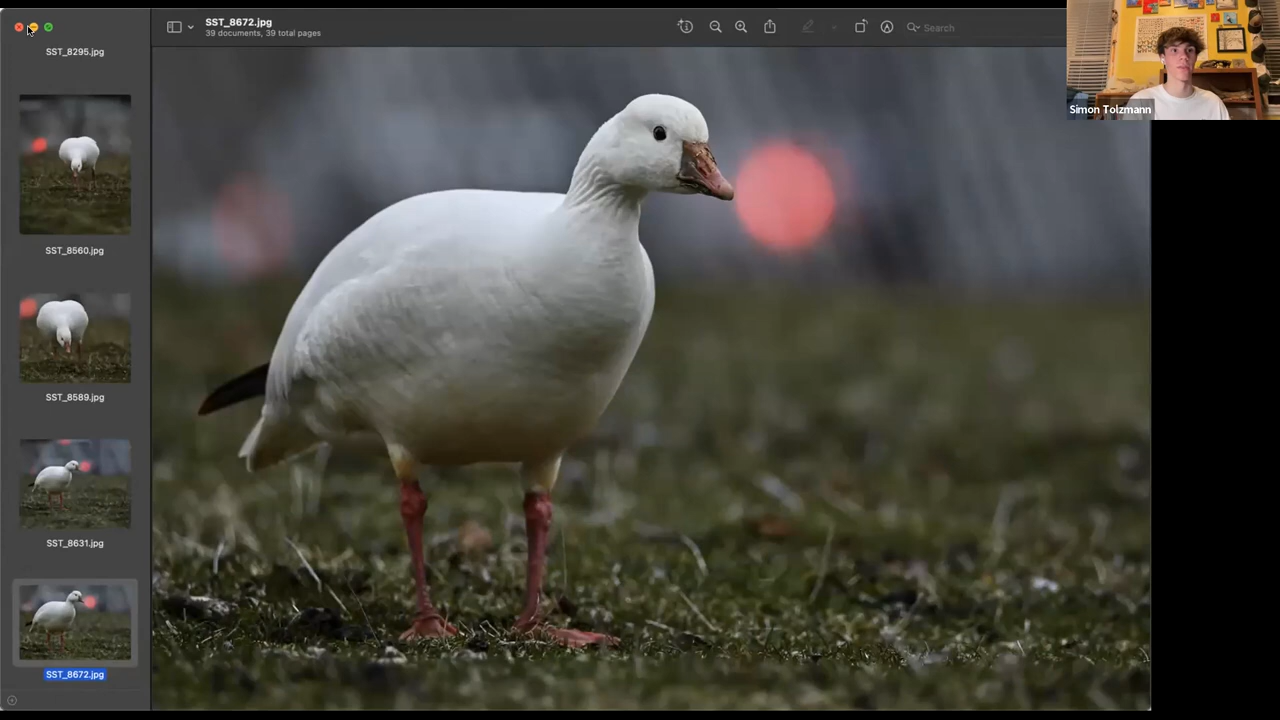 SST_8295.jpg
SST_8672.jpg
39 documents, 39 total pages
Search
Simon Tolzmann
SST_8560.jpg
SST_8589.jpg
SST_8631.jpg
SST_8672.jpg